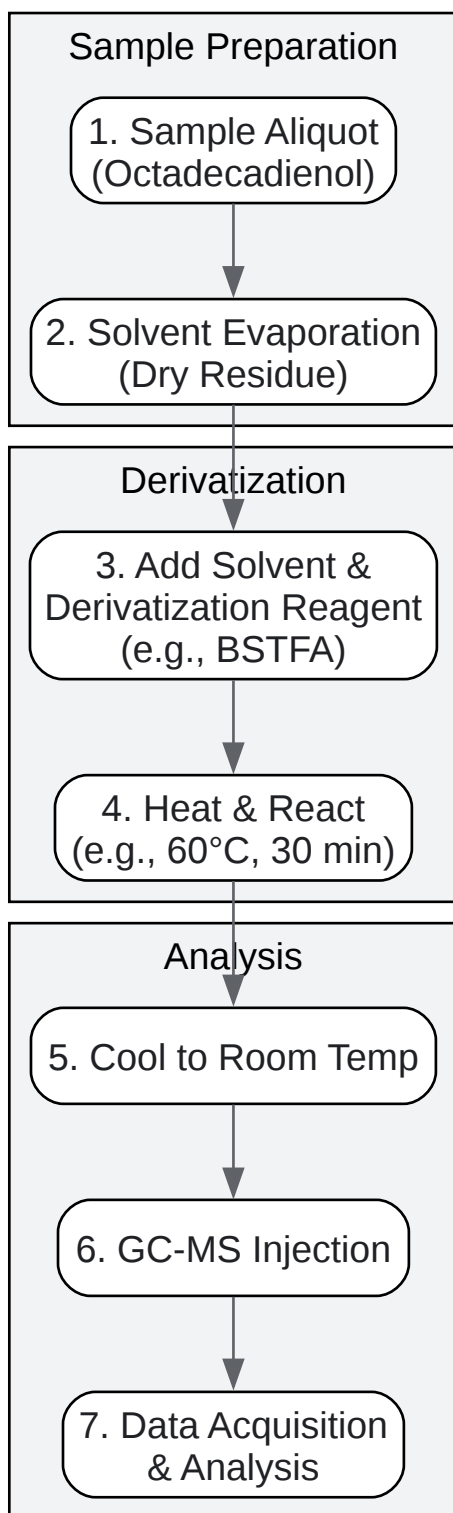 Sample Preparation
1. Sample Aliquot
(Octadecadienol)
2. Solvent Evaporation
(Dry Residue)
Derivatization
3. Add Solvent &
Derivatization Reagent
(e.g., BSTFA)
4. Heat & React
(e.g., 60°C, 30 min)
Analysis
5. Cool to Room Temp
6. GC-MS Injection
7. Data Acquisition
& Analysis